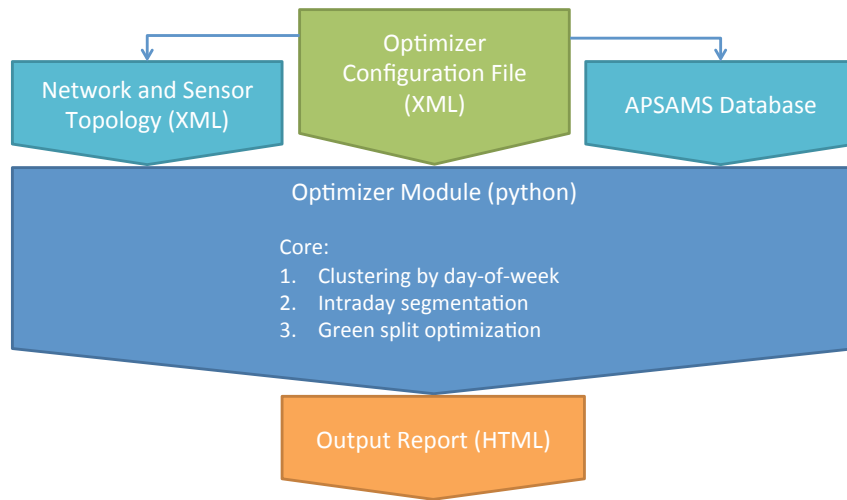 Optimizer
Configuration File
(XML)
Network and Sensor
Topology (XML)
APSAMS Database
Optimizer Module (python)
Core:
1. Clustering by day-of-week
2. Intraday segmentation
3. Green split optimization
Output Report (HTML)